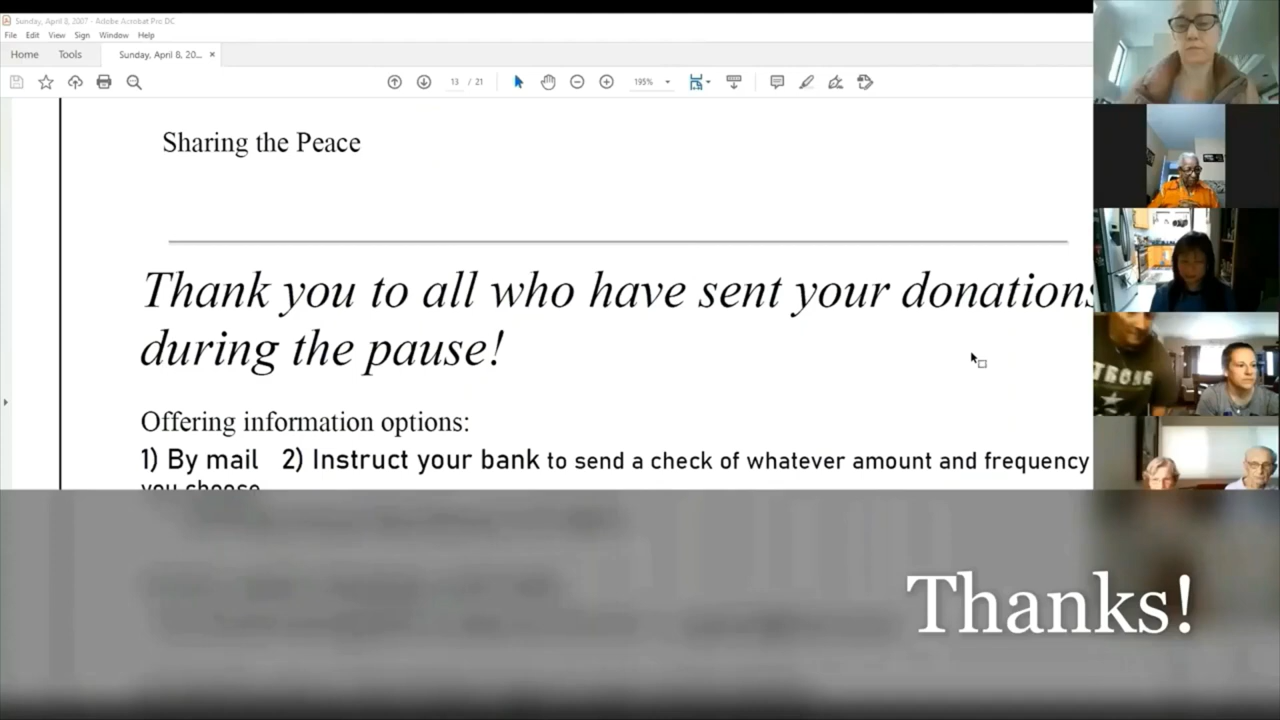 Sunday, April 8, 2007 - Adobe Acrobat Pro DC
File Edit View Sign Window Help
Home Tools Sunday, April 8, 20... ×
13 / 21 195%
Sharing the Peace
Thank you to all who have sent your donations
during the pause!
Offering information options:
1) By mail 2) Instruct your bank to send a check of whatever amount and frequency
you choose
TRONG
Thanks!